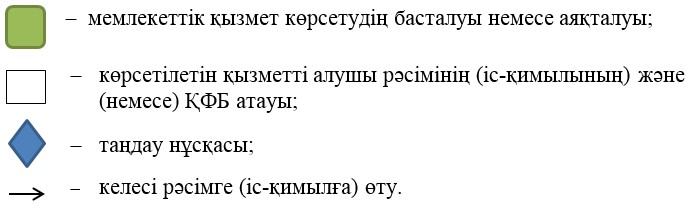 – мемлекеттік қызмет көрсетудің басталуы немесе аяқталуы;
– көрсетілетін қызметті алушы рәсімінің (іс-қимылының) және
(немесе) ҚФБ атауы;
– таңдау нұсқасы;
– келесі рәсімге (іс-қимылға) өту.